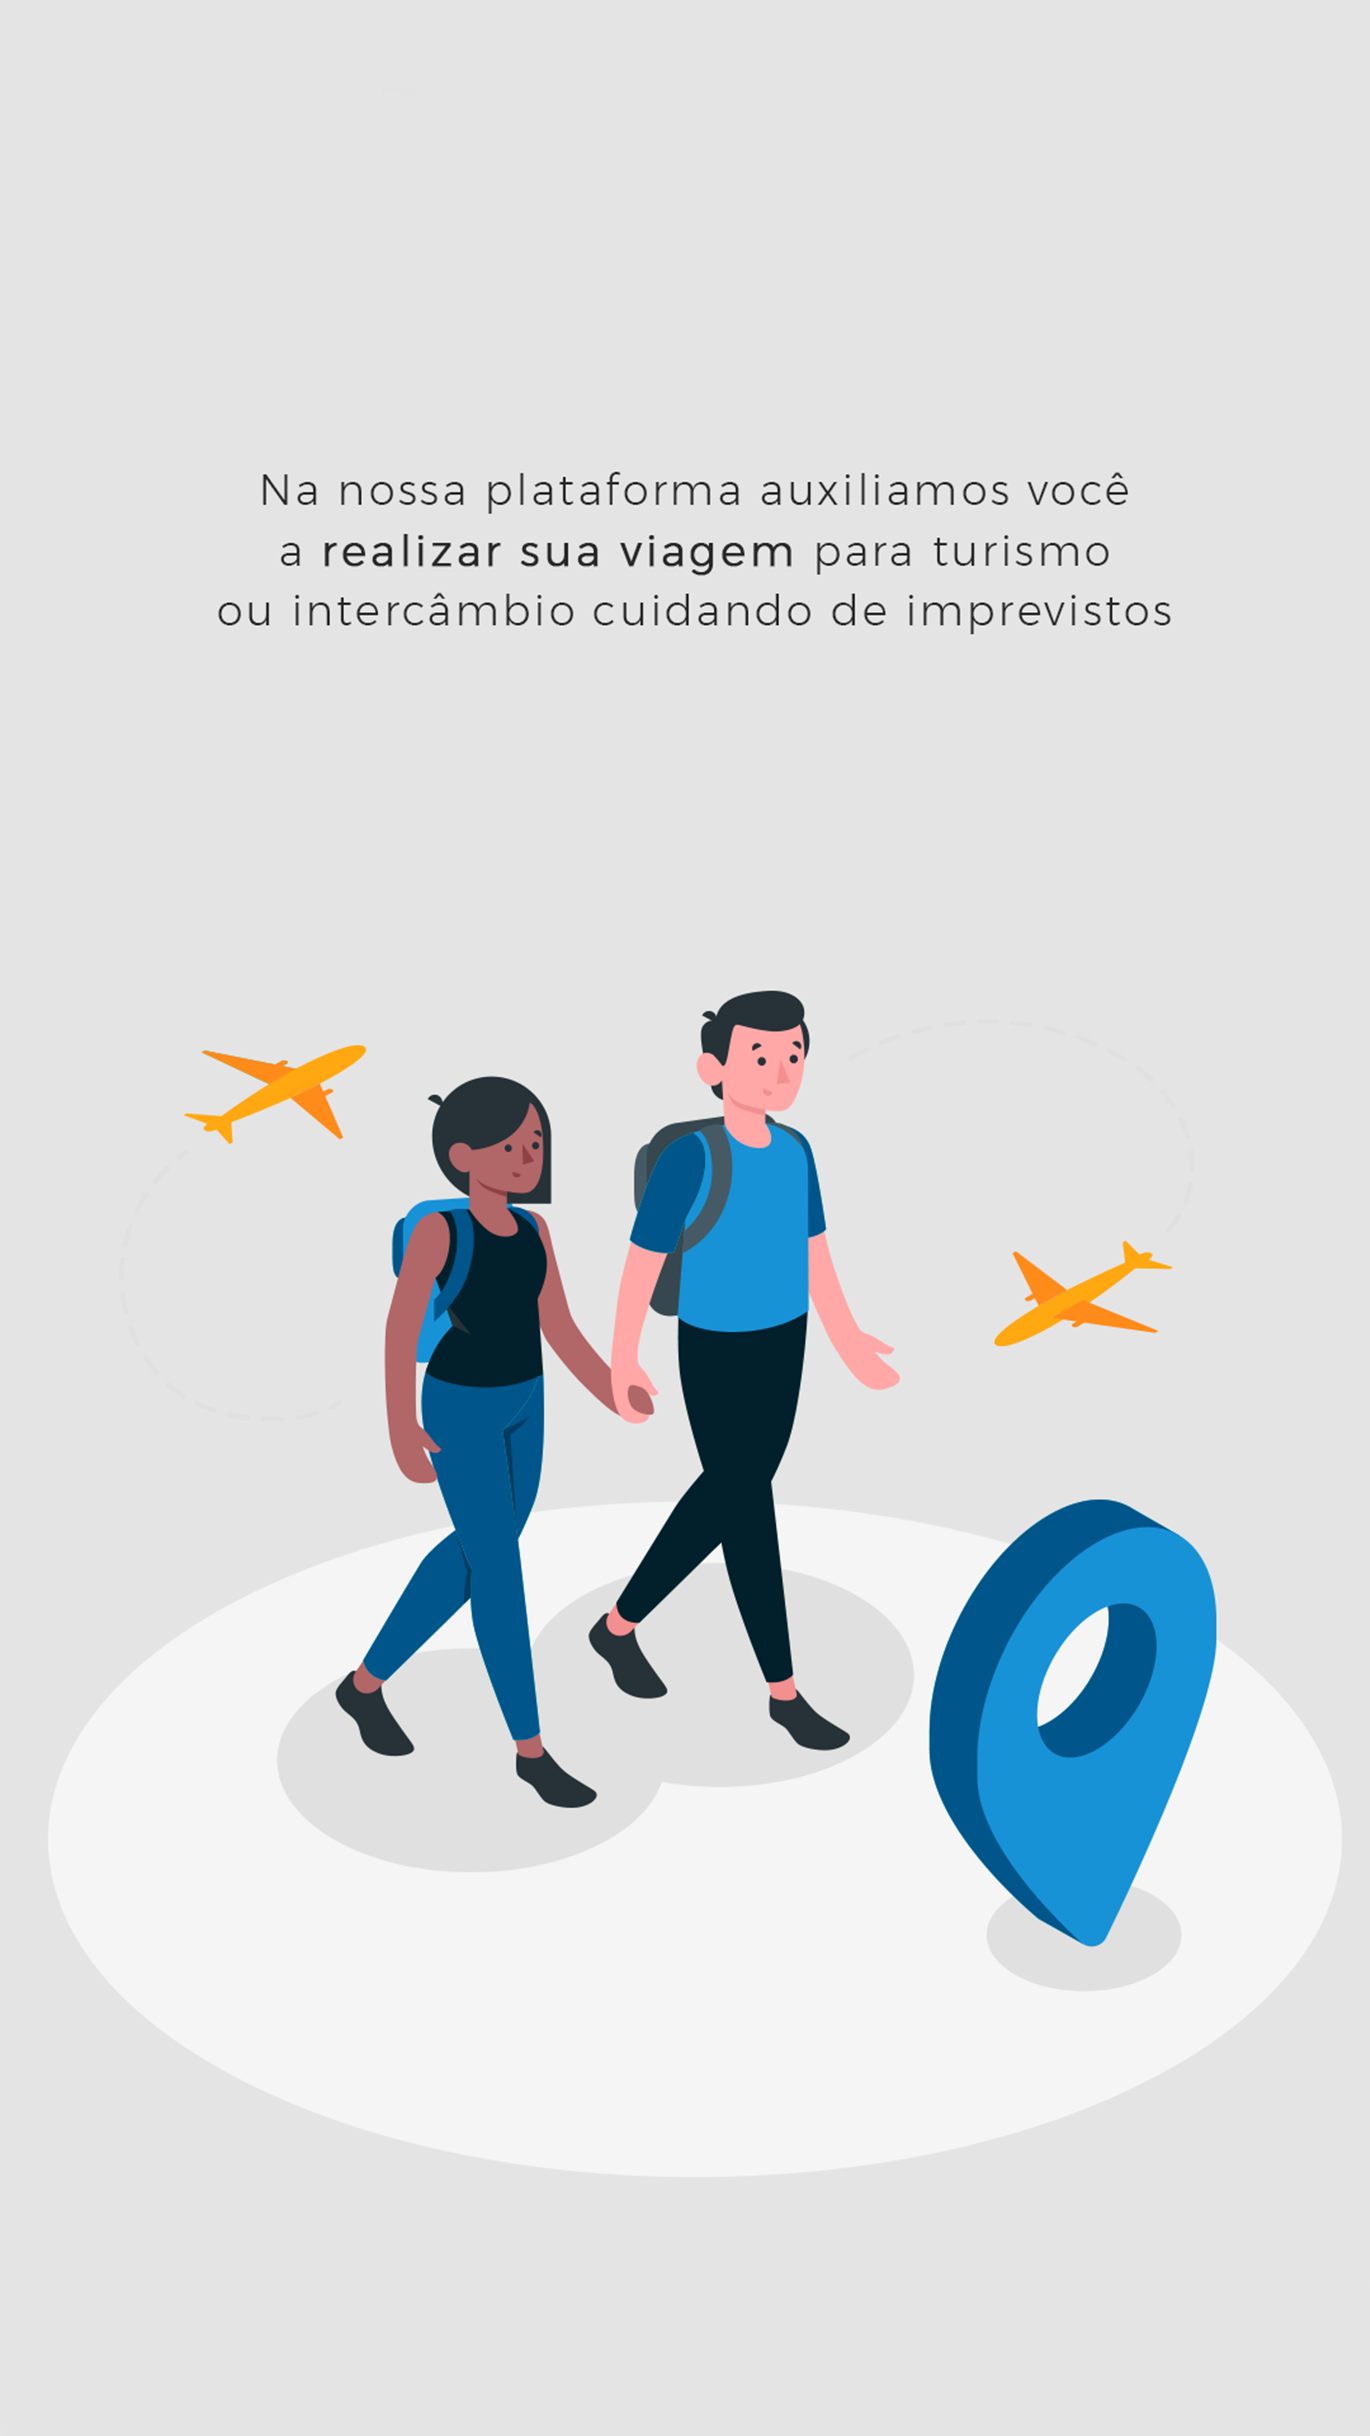 Na nossa plataforma auxiliamos você
a realizar sua viagem para turismo
ou intercâmbio cuidando de imprevistos